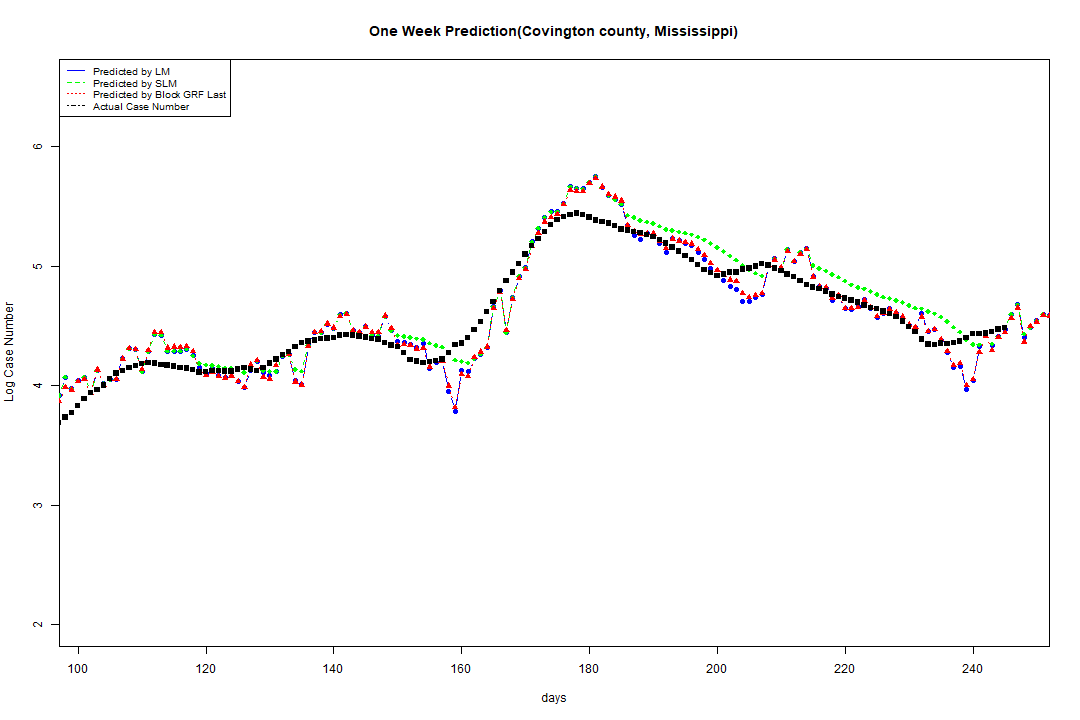 One Week Prediction(Covington county, Mississippi)
Predicted by LM
Predicted by SLM
Predicted by Block GRF Last
Actual Case Number
6
5
4
3
2
Log Case Number
100 120 140 160 180 200 220 240
days